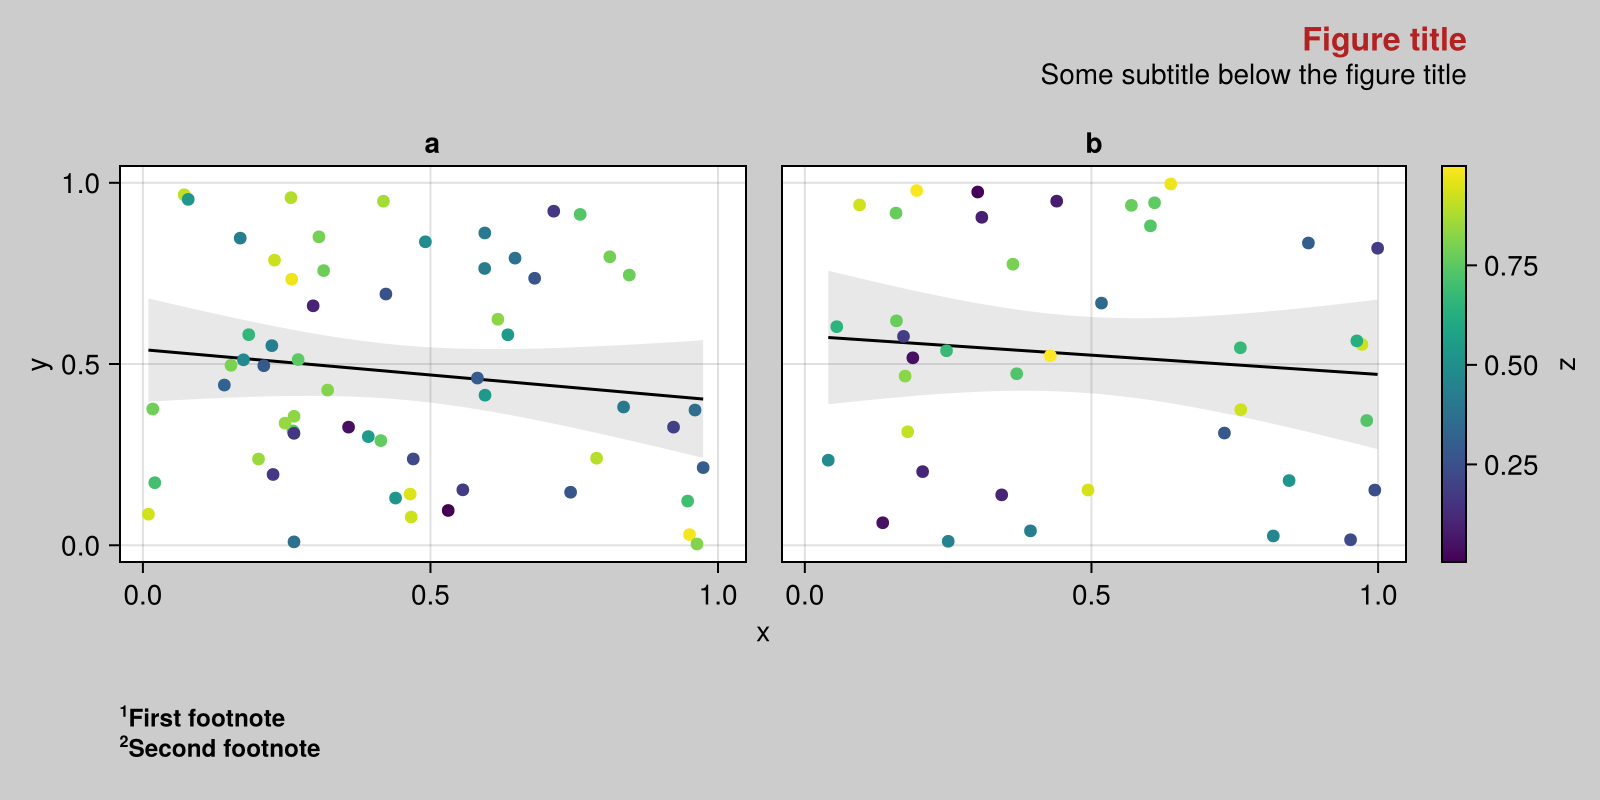 Figure title
Some subtitle below the figure title
a
b
1.0
0.5
0.0
y
0.0
0.5
1.0
0.0
0.5
1.0
x
0.75
0.50
0.25
z
¹First footnote
²Second footnote